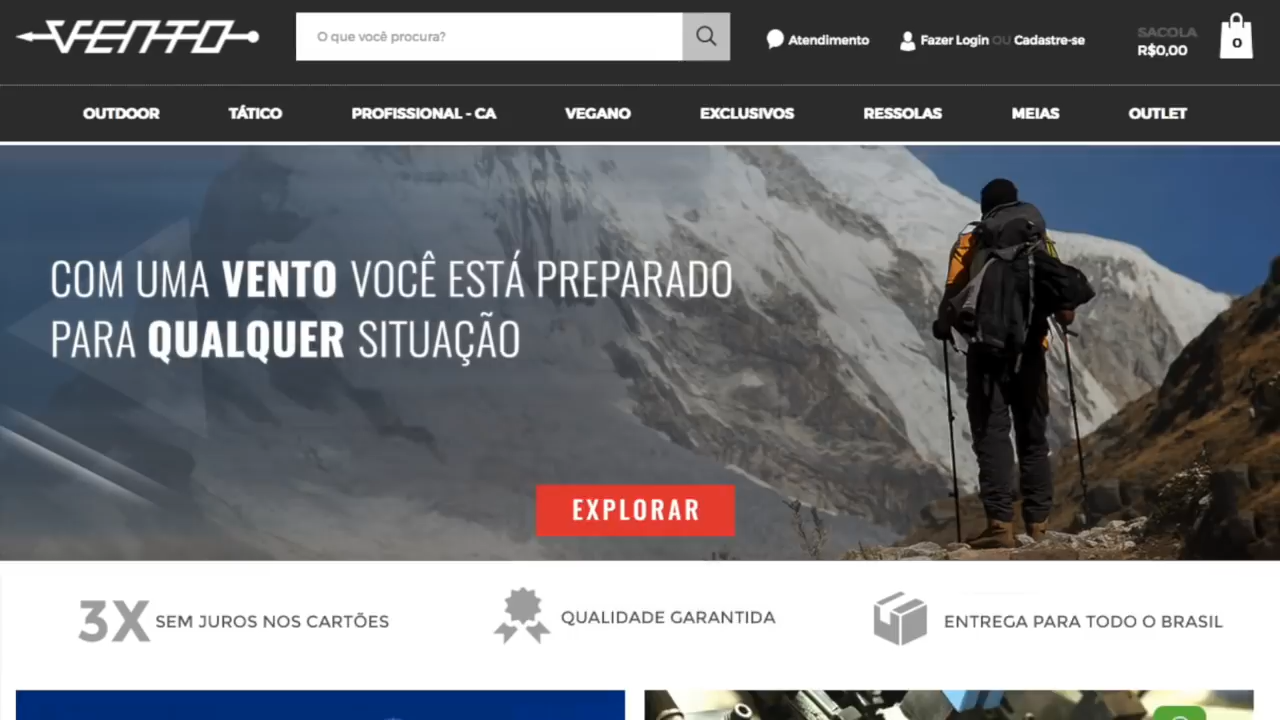 VENTO
O que você procura?
Atendimento
Fazer Login OU Cadastre-se
SACOLA
R$0,00
0
OUTDOOR TÁTICO PROFISSIONAL - CA VEGANO EXCLUSIVOS RESSOLAS MEIAS OUTLET
COM UMA VENTO VOCÊ ESTÁ PREPARADO
PARA QUALQUER SITUAÇÃO
EXPLORAR
3X SEM JUROS NOS CARTÕES
QUALIDADE GARANTIDA
ENTREGA PARA TODO O BRASIL